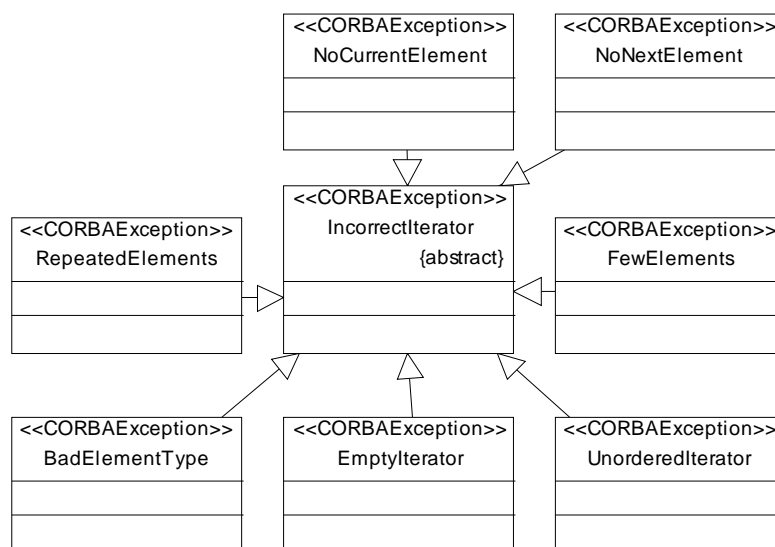 <<CORBAException>>
NoCurrentElement
<<CORBAException>>
NoNextElement
<<CORBAException>>
IncorrectIterator
{abstract}
<<CORBAException>>
RepeatedElements
<<CORBAException>>
FewElements
<<CORBAException>>
BadElementType
<<CORBAException>>
EmptyIterator
<<CORBAException>>
UnorderedIterator